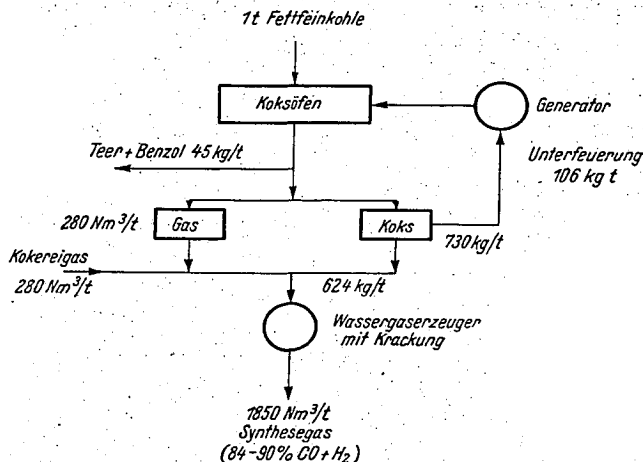 1t Fettfeinkohle
Koksöfen
Generator
Teer + Benzol 45 kg/t
Unterfeuerung
106 kg t
280 Nm³/t
Gas
Koks
730 kg/t
Kokereigas
280 Nm³/t
624 kg/t
Wassergaserzeuger
mit Krackung
1850 Nm³/t
Synthesegas
(84-90% CO + H₂)